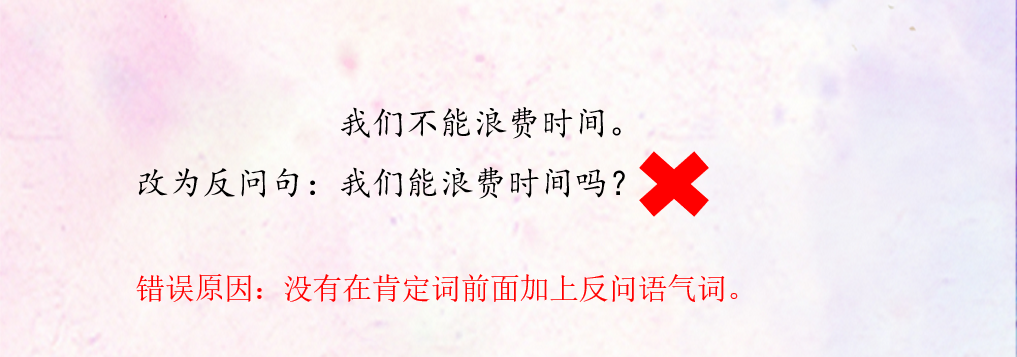 我们不能浪费时间。
改为反问句：我们能浪费时间吗？
错误原因：没有在肯定词前面加上反问语气词。